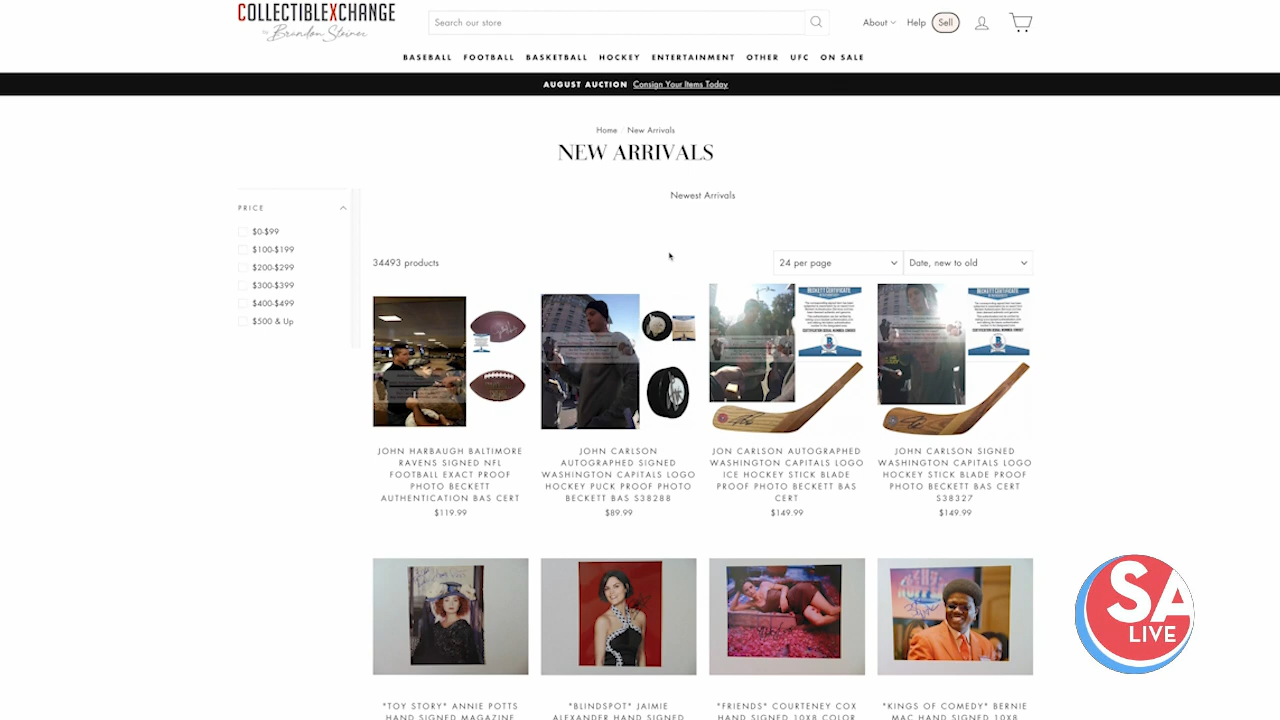 COLLECTIBLEXCHANGE
by Brandon Steiner
Search our store
About
Help
Sell
BASEBALL FOOTBALL BASKETBALL HOCKEY ENTERTAINMENT OTHER UFC ON SALE
AUGUST AUCTION Consign Your Items Today
Home / New Arrivals
NEW ARRIVALS
Newest Arrivals
PRICE
$0-$99
$100-$199
$200-$299
$300-$399
$400-$499
$500 & Up
34493 products
24 per page
Date, new to old
JOHN HARBAUGH BALTIMORE
RAVENS SIGNED NFL
FOOTBALL EXACT PROOF
PHOTO BECKETT
AUTHENTICATION BAS CERT
$119.99
JOHN CARLSON
AUTOGRAPHED SIGNED
WASHINGTON CAPITALS LOGO
HOCKEY PUCK PROOF PHOTO
BECKETT BAS S38288
$89.99
BECKETT CERTIFICATE
JON CARLSON AUTOGRAPHED
WASHINGTON CAPITALS LOGO
ICE HOCKEY STICK BLADE
PROOF PHOTO BECKETT BAS
CERT
$149.99
BECKETT CERTIFICATE
JOHN CARLSON SIGNED
WASHINGTON CAPITALS LOGO
HOCKEY STICK BLADE PROOF
PHOTO BECKETT BAS CERT
S38327
$149.99
"TOY STORY" ANNIE POTTS
HAND SIGNED MAGAZINE
"BLINDSPOT" JAIMIE
ALEXANDER HAND SIGNED
"FRIENDS" COURTENEY COX
HAND SIGNED 10X8 COLOR
"KINGS OF COMEDY" BERNIE
MAC HAND SIGNED 10X8
SA
LIVE